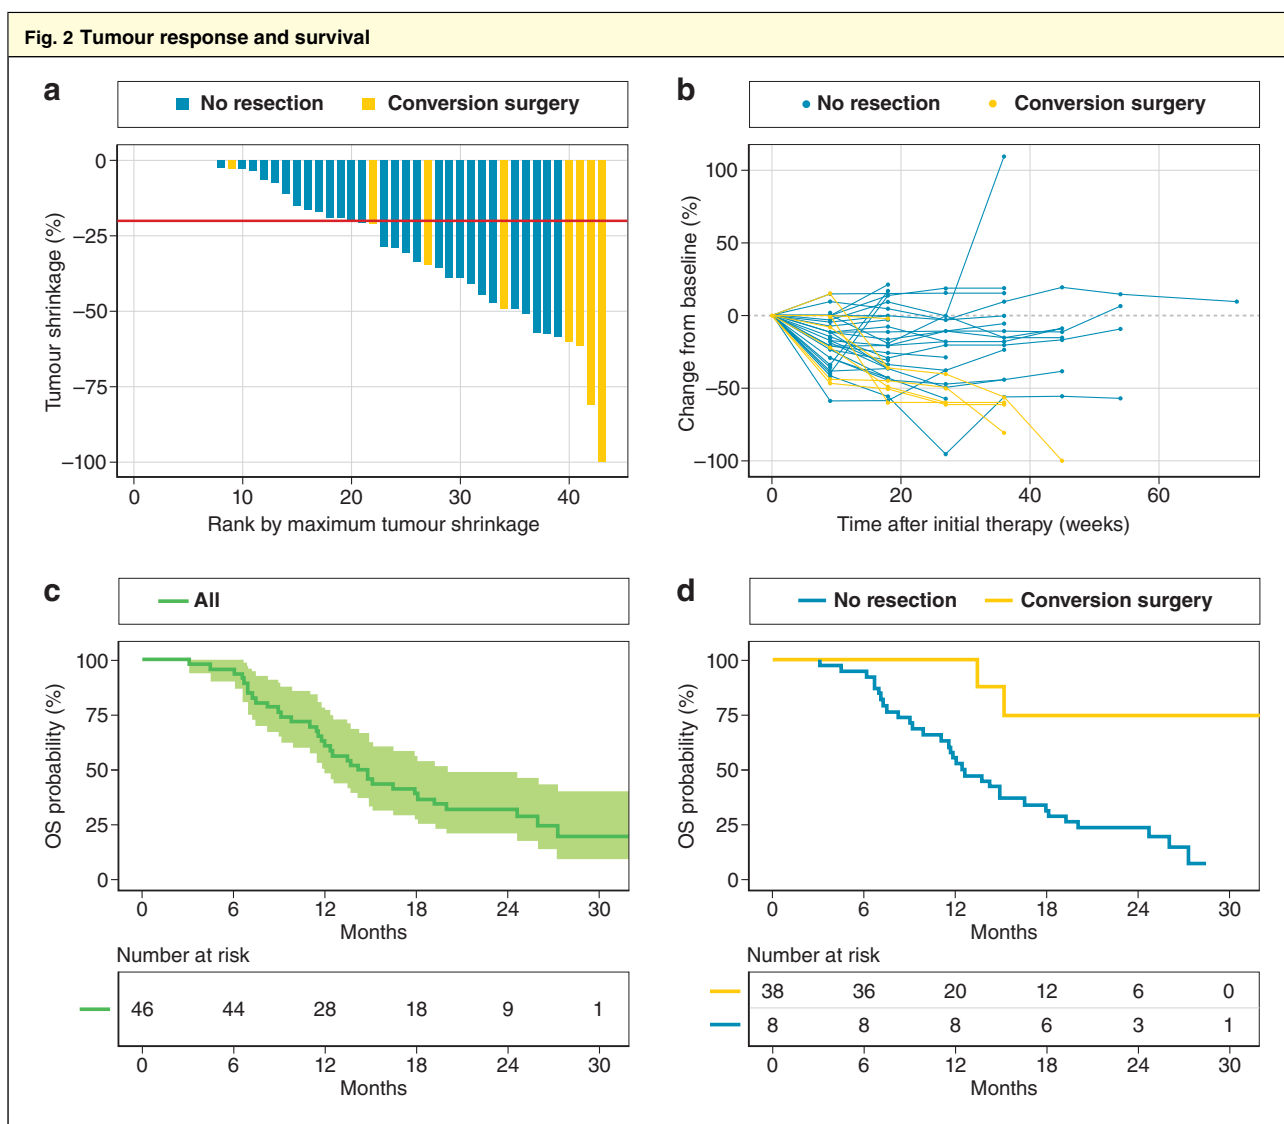 Fig. 2 Tumour response and survival
a
No resection
Conversion surgery
Tumour shrinkage (%)
0
–25
–50
–75
–100
0 10 20 30 40
Rank by maximum tumour shrinkage
b
No resection
Conversion surgery
Change from baseline (%)
100
50
0
–50
–100
0 20 40 60
Time after initial therapy (weeks)
c
All
OS probability (%)
100
75
50
25
0
0 6 12 18 24 30
Months
Number at risk
46 44 28 18 9 1
0 6 12 18 24 30
Months
d
No resection
Conversion surgery
OS probability (%)
100
75
50
25
0
0 6 12 18 24 30
Months
Number at risk
38 36 20 12 6 0
8 8 8 6 3 1
0 6 12 18 24 30
Months